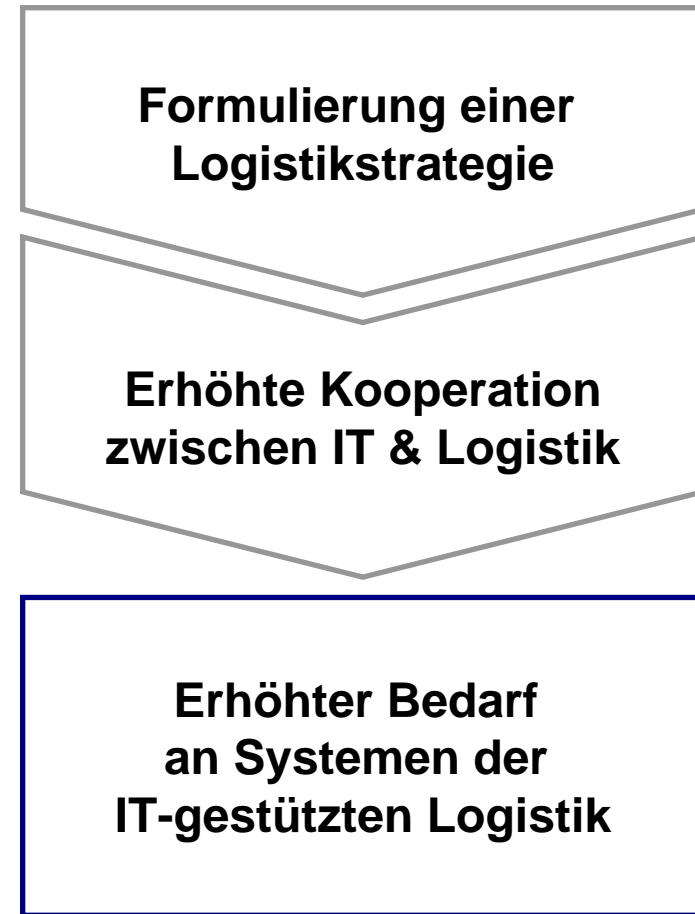 Formulierung einer
Logistikstrategie
Erhöhte Kooperation
zwischen IT & Logistik
Erhöhter Bedarf
an Systemen der
IT-gestützten Logistik